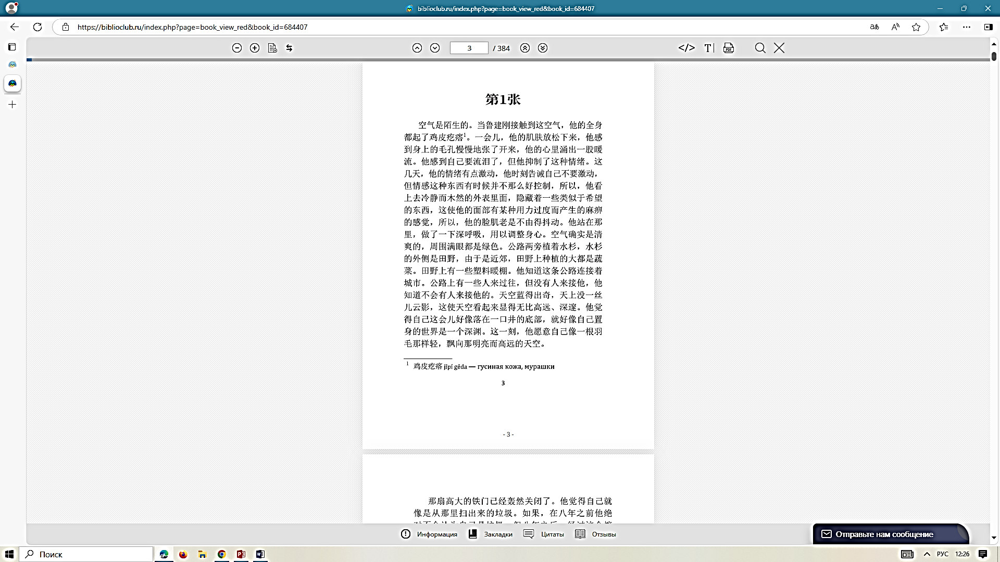 biblioclub.ru/index.php?page=book_view_red&book_id=684407
https://biblioclub.ru/index.php?page=book_view_red&book_id=684407
3 / 384
第1张
空气是陌生的。当鲁建刚接触到这空气，他的全身
都起了鸡皮疙瘩1。一会儿，他的肌肤放松下来，他感
到身上的毛孔慢慢地张了开来，他的心里涌出一股暖
流。他感到自己要流泪了，但他抑制了这种情绪。这
几天，他的情绪有点激动，他时刻告诫自己不要激动，
但情感这种东西有时候并不那么好控制，所以，他看
上去冷静而木然的外表里面，隐藏着一些类似于希望
的东西，这使他的面部有某种用力过度而产生的麻痹
的感觉，所以，他的脸肌老是不由得抖动。他站在那
里，做了一下深呼吸，用以调整身心。空气确实是清
爽的，周围满眼都是绿色。公路两旁植着水杉，水杉
的外侧是田野，由于是近郊，田野上种植的大都是蔬
菜。田野上有一些塑料暖棚。他知道这条公路连接着
城市。公路上有一些人来过往，但没有人来接他，他
知道不会有人来接他的。天空蓝得出奇，天上没一丝
儿云影，这使天空看起来显得无比高远、深邃。他觉
得自己这会儿好像落在一口井的底部，就好像自己置
身的世界是一个深渊。这一刻，他愿意自己像一根羽
毛那样轻，飘向那明亮而高远的天空。
1 鸡皮疙瘩 jīpí gēda — гусиная кожа, мурашки
3
- 3 -
那扇高大的铁门已经轰然关闭了。他觉得自己就
像是从那里扫出来的垃圾。如果，在八年之前他绝
Информация Закладки Цитаты Отзывы
Отправьте нам сообщение
Поиск
РУС 12:26